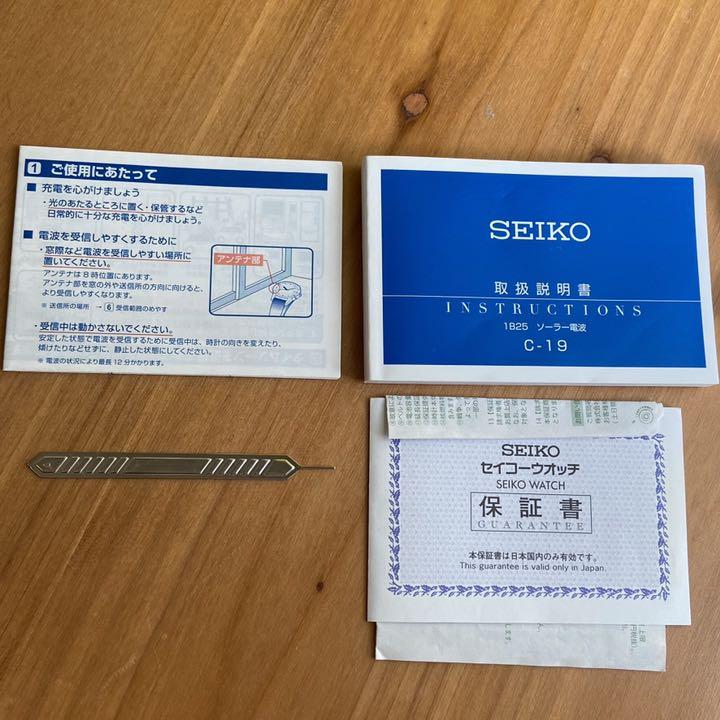 1 ご使用にあたって
■ 充電を心がけましょう
・光のあたるところに置く・保管するなど
日常的に十分な充電を心がけましょう。
■ 電波を受信しやすくするために
・窓際など電波を受信しやすい場所に
置いてください。
アンテナは8時位置にあります。
アンテナ部を窓の外や送信所の方向に向けると、
より受信しやすくなります。
※ 送信所の場所 → 6 受信範囲のめやす
アンテナ部
・受信中は動かさないでください。
安定した状態で電波を受信するために受信中は、時計の向きを変えたり、
傾けたりなどせずに、静止した状態にしてください。
※ 電波の状況により最長12分かかります。
SEIKO
取扱説明書
INSTRUCTIONS
1B25 ソーラー電波
C-19
SEIKO
セイコーウオッチ
SEIKO WATCH
保証書
GUARANTEE
本保証書は日本国内のみ有効です。
This guarantee is valid only in Japan.